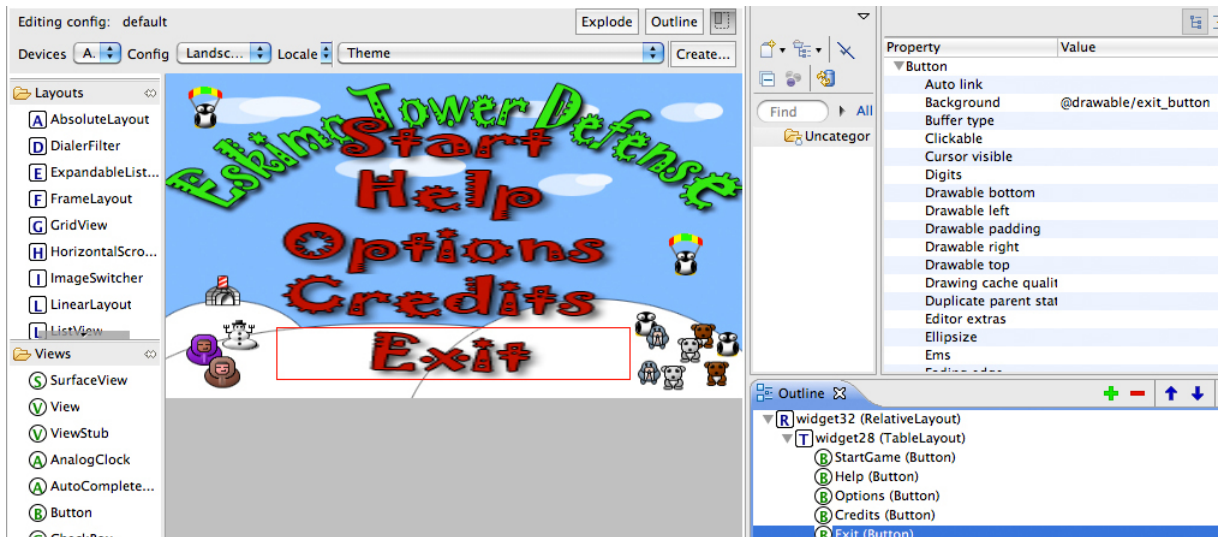 Editing config: default
Explode
Outline
Devices
A.
Config
Landsc...
Locale
Theme
Create...
Layouts
A AbsoluteLayout
D DialerFilter
E ExpandableList...
F FrameLayout
G GridView
H HorizontalScro...
I ImageSwitcher
L LinearLayout
L ListView
Views
S SurfaceView
V View
V ViewStub
A AnalogClock
A AutoComplete...
B Button
C CheckBox
Eskimo Tower Defense
Start
Help
Options
Credits
Exit
Find
All
Uncategor
Property Value
Button
Auto link
Background @drawable/exit_button
Buffer type
Clickable
Cursor visible
Digits
Drawable bottom
Drawable left
Drawable padding
Drawable right
Drawable top
Drawing cache qualit
Duplicate parent stat
Editor extras
Ellipsize
Ems
Fading edge
Outline
R widget32 (RelativeLayout)
T widget28 (TableLayout)
B StartGame (Button)
B Help (Button)
B Options (Button)
B Credits (Button)
B Exit (Button)